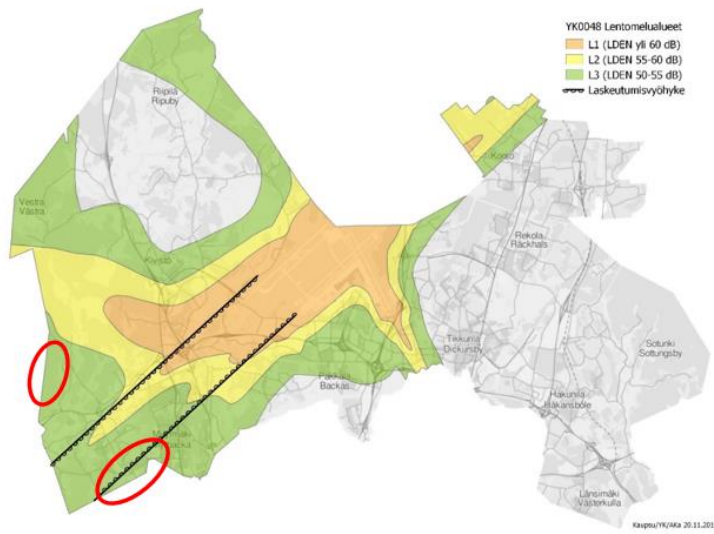 YK0048 Lentomelualueet
L1 (LDEN yli 60 dB)
L2 (LDEN 55-60 dB)
L3 (LDEN 50-55 dB)
Laskeutumisvyöhyke
Riipilä
Ripuby
Vestra
Västra
Kivistö
Rekola
Räckhals
Tikkurila
Dickursby
Backas
Sotunki
Sottungsby
Hakunila
Håkansböle
Länsimäki
Västerkulla
Kaupsu/YK/AKa 20.11.201